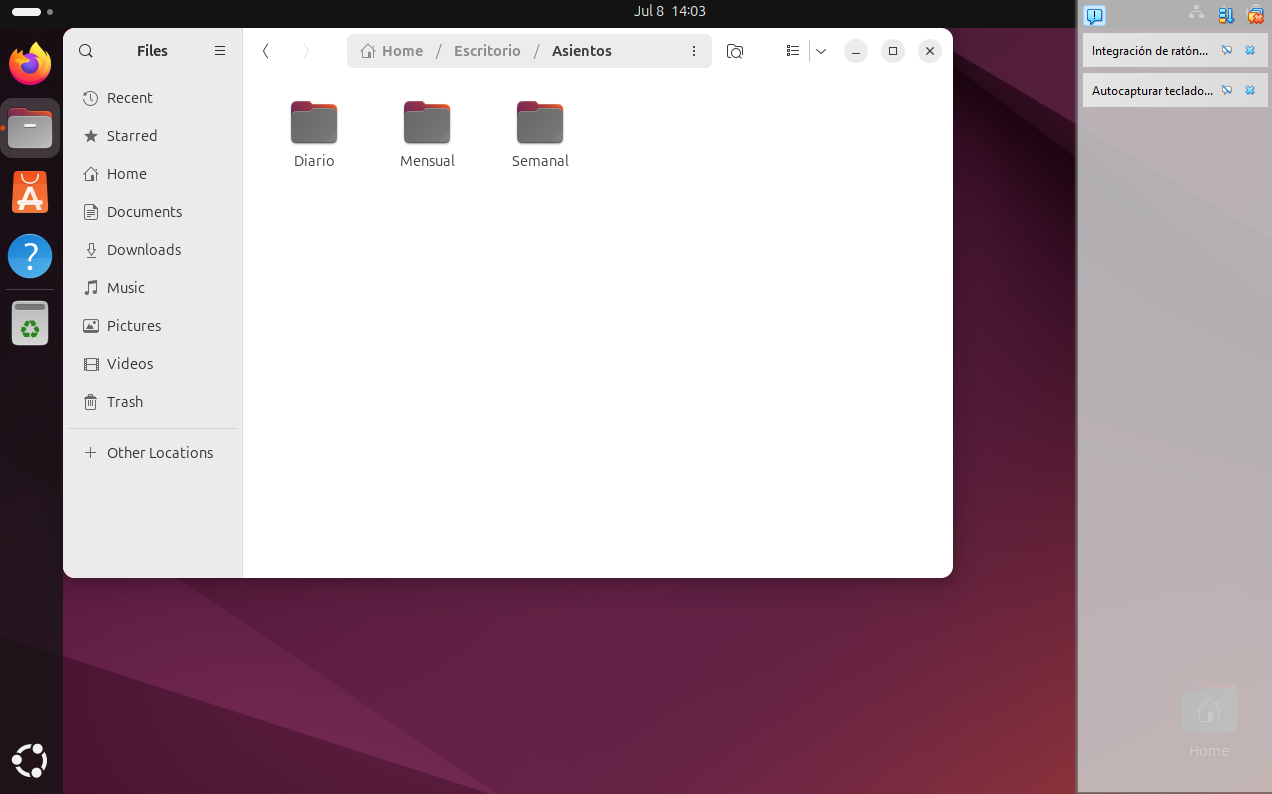 Jul 8 14:03
Files
Home / Escritorio / Asientos
Recent
Starred
Home
Documents
Downloads
Music
Pictures
Videos
Trash
Other Locations
Diario
Mensual
Semanal
Integración de ratón...
Autocapturar teclado...
Home